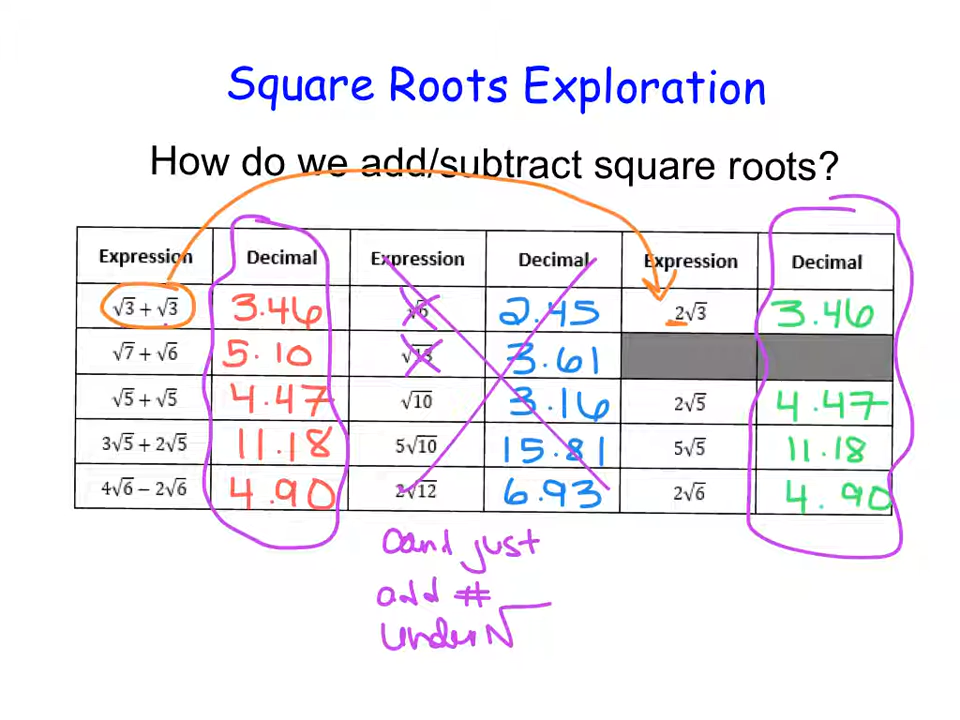 Square Roots Exploration
How do we add/subtract square roots?
Expression Decimal Expression Decimal Expression Decimal
√3 + √3 3.46 √6 2.45 2√3 3.46
√7 + √6 5.10 √13 3.61
√5 + √5 4.47 √10 3.16 2√5 4.47
3√5 + 2√5 11.18 5√10 15.81 5√5 11.18
4√6 − 2√6 4.90 2√12 6.93 2√6 4.90
just
add #
under √